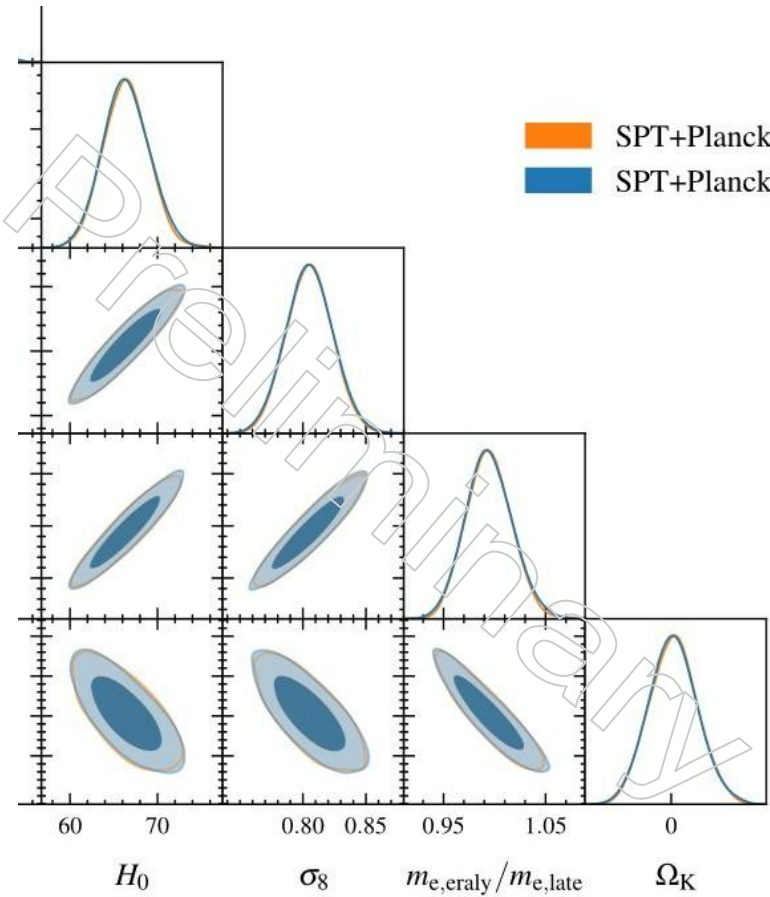 SPT+Planck
SPT+Planck
Preliminary
60 70 0.80 0.85 0.95 1.05 0
H₀ σ₈ mₑ,ₑᵣₐₗy/mₑ,ₗₐₜₑ Ω_K